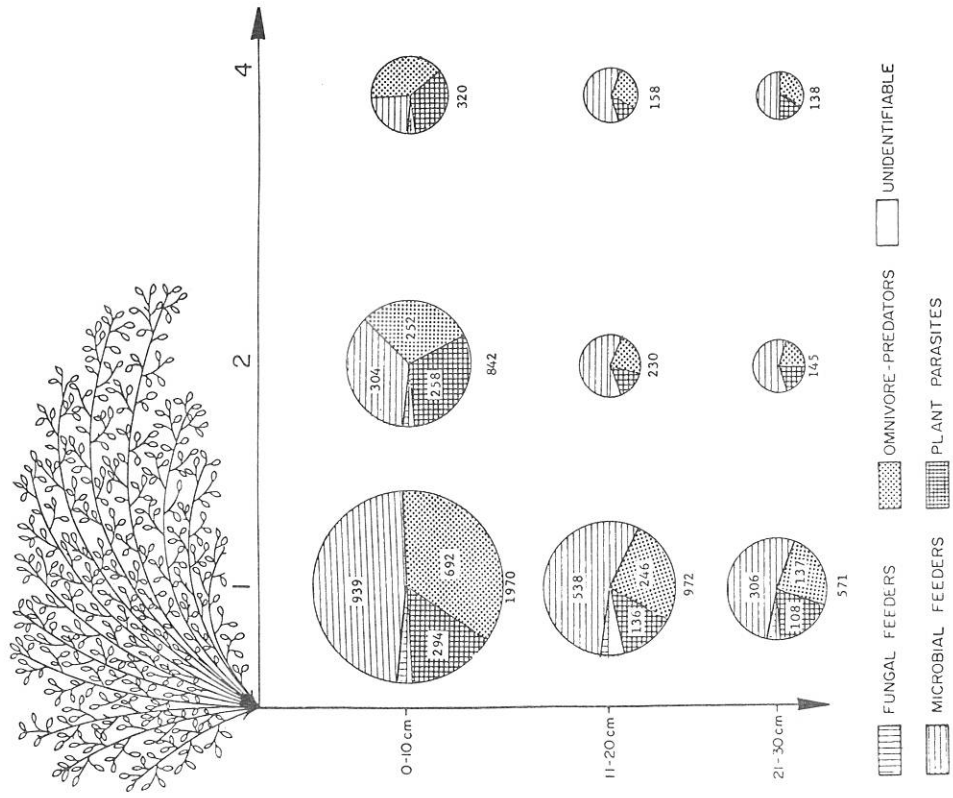 1 2 4
0-10 cm
939
692
294
1970
304
252
258
842
320
11-20 cm
538
246
136
972
230
158
21-30 cm
306
137
108
571
145
138
FUNGAL FEEDERS
OMNIVORE-PREDATORS
UNIDENTIFIABLE
MICROBIAL FEEDERS
PLANT PARASITES